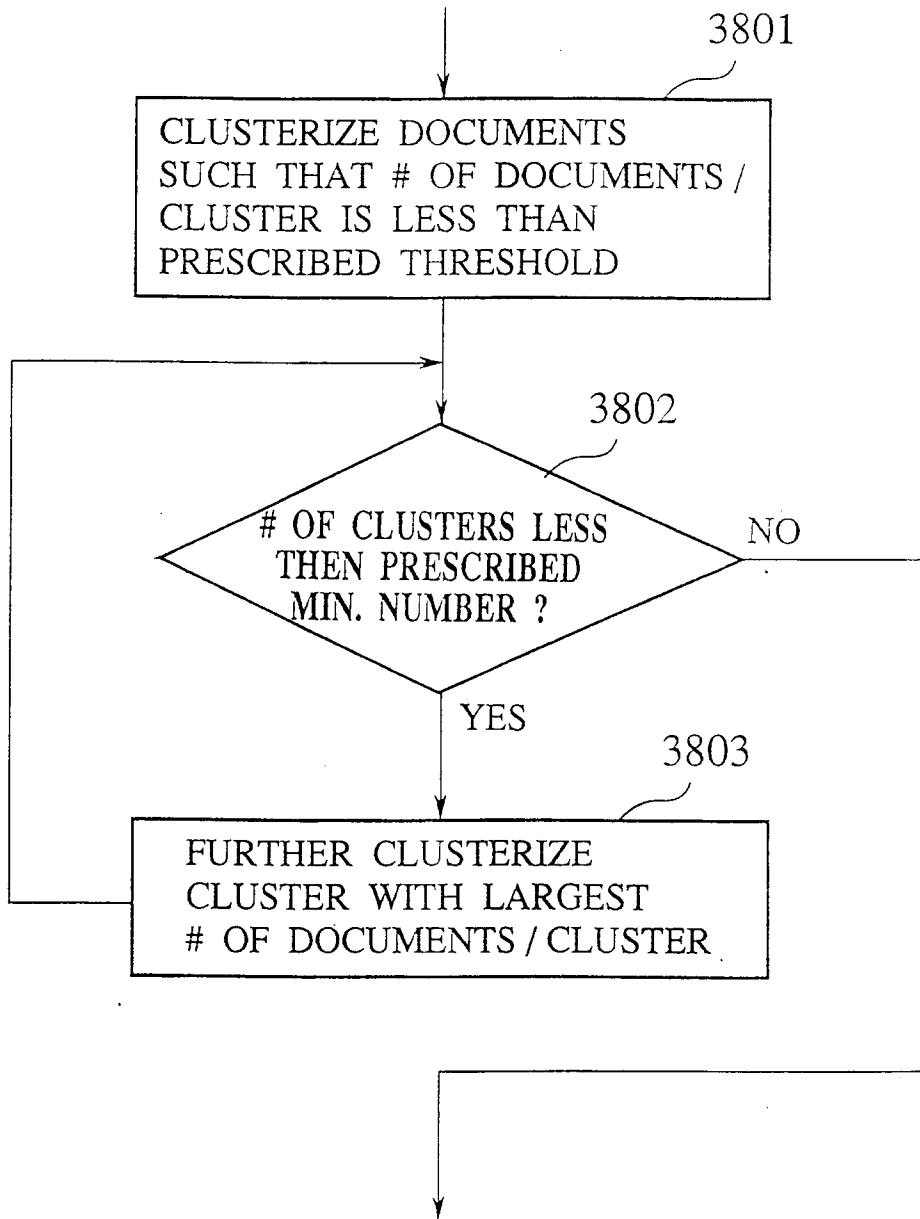 3801
CLUSTERIZE DOCUMENTS
SUCH THAT # OF DOCUMENTS /
CLUSTER IS LESS THAN
PRESCRIBED THRESHOLD
3802
# OF CLUSTERS LESS
THEN PRESCRIBED
MIN. NUMBER ?
NO
YES
3803
FURTHER CLUSTERIZE
CLUSTER WITH LARGEST
# OF DOCUMENTS / CLUSTER